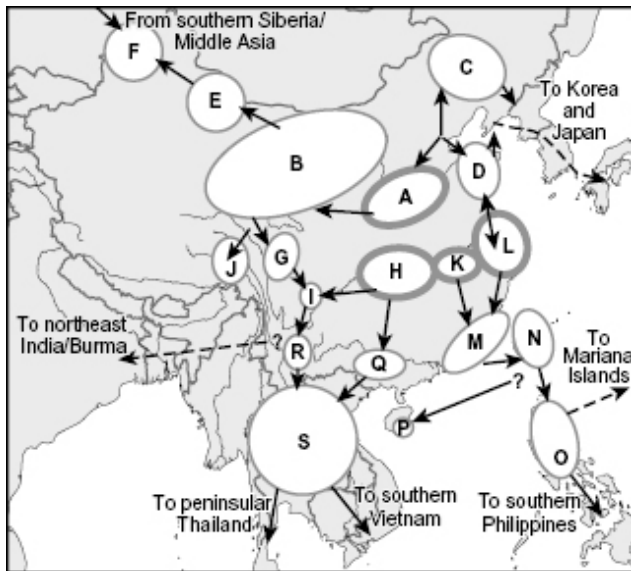 From southern Siberia/
Middle Asia
F
C
To Korea
and
Japan
E
B
D
A
L
G
J
H
K
I
To northeast
India/Burma
?
R
M
N
To
Mariana
Islands
Q
?
P
S
O
To peninsular
Thailand
To southern
Vietnam
To southern
Philippines